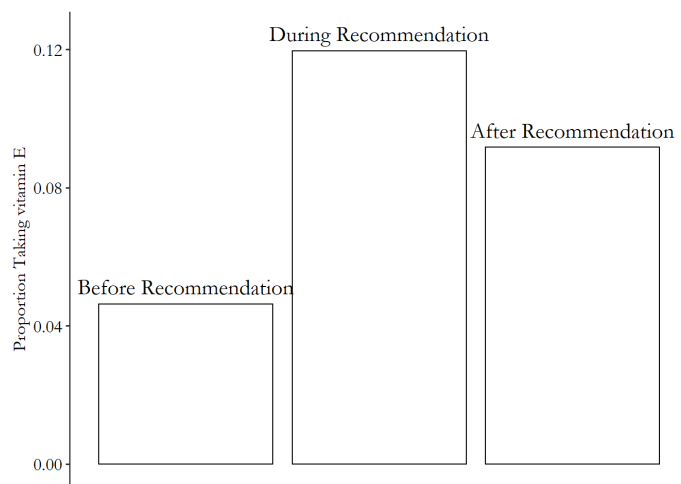 During Recommendation
0.12
After Recommendation
0.08
Proportion Taking vitamin E
Before Recommendation
0.04
0.00